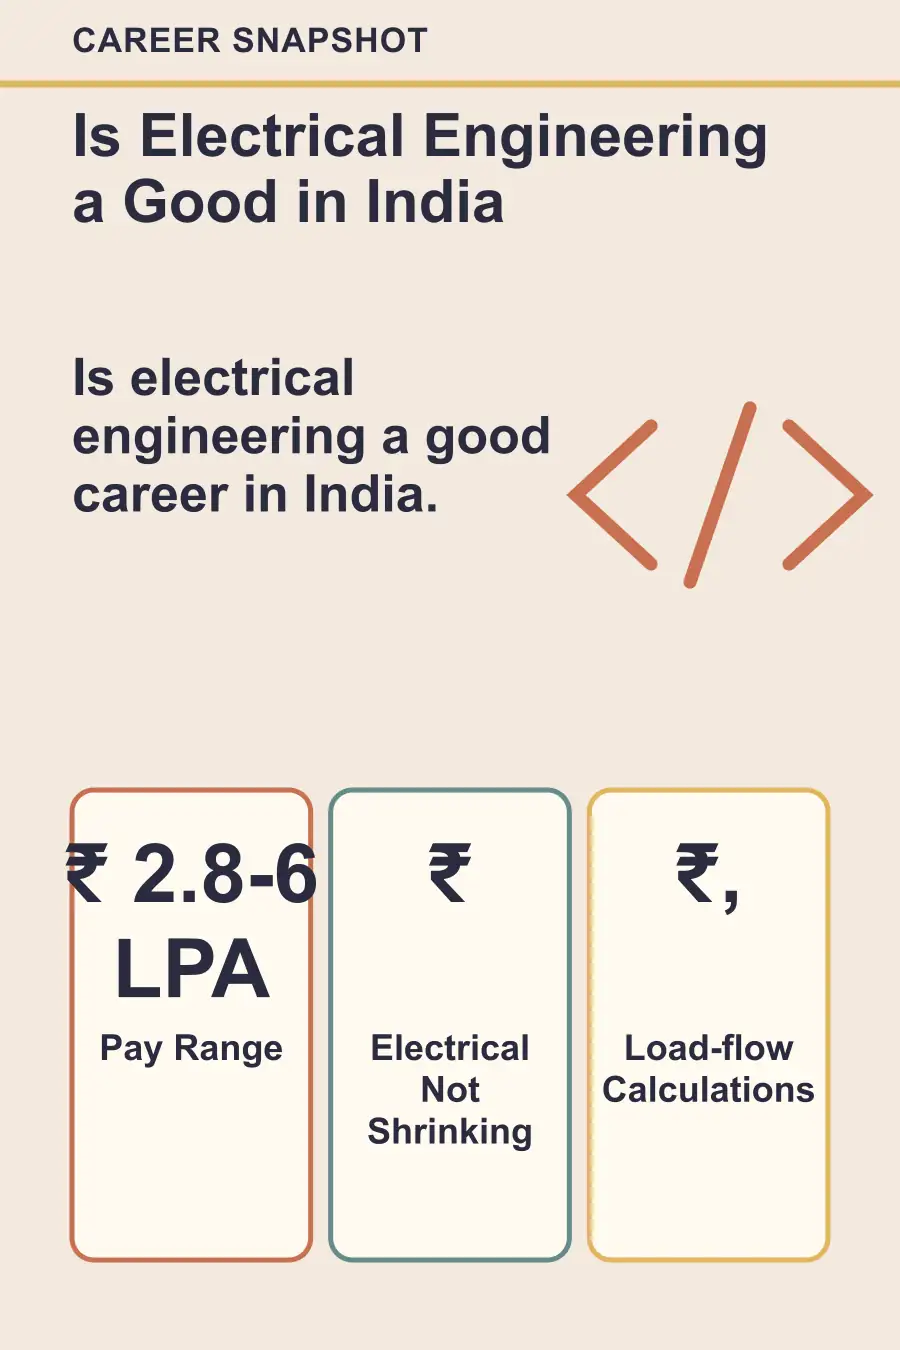 CAREER SNAPSHOT
Is Electrical Engineering
a Good in India
Is electrical
engineering a good
career in India.
₹ 2.8-6
LPA
Pay Range
₹
Electrical
Not
Shrinking
₹,
Load-flow
Calculations